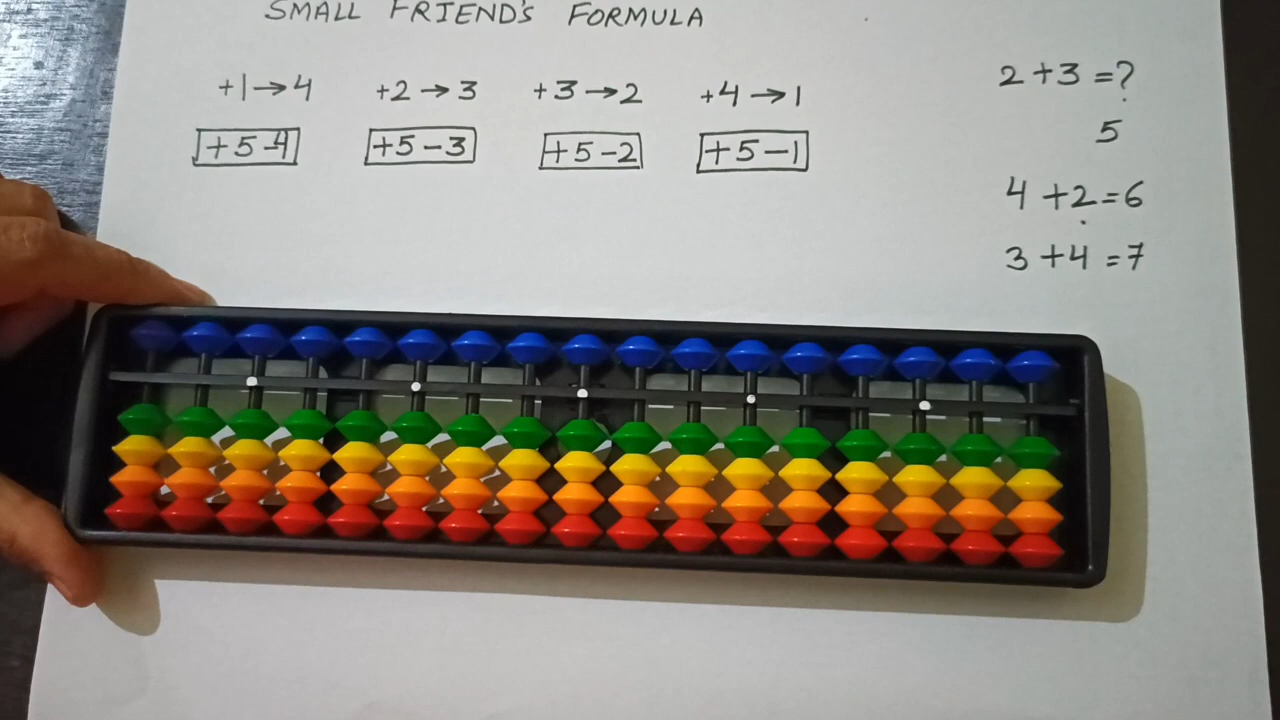 SMALL FRIEND'S FORMULA
+1→4 +2→3 +3→2 +4→1
+5-4 +5-3 +5-2 +5-1
2+3=?
5
4+2=6
3+4=7